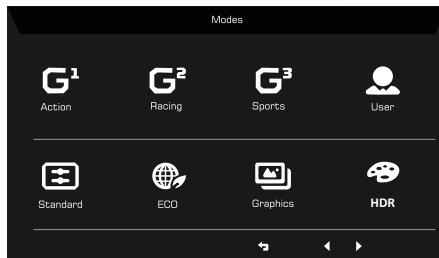 Modes
G1 G2 G3
Action Racing Sports User
Standard ECO Graphics HDR